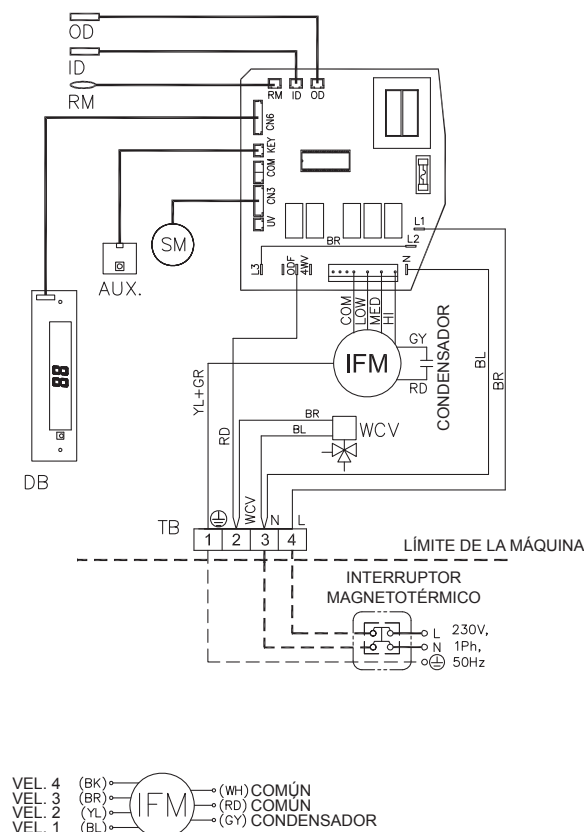 OD
ID
RM
RM ID OD
CN6
KEY
COM
CN3
UV
SM
AUX.
L1
BR
L2
L3
ODF
4WV
N
COM
LOW
MED
HI
GY
IFM
RD
CONDENSADOR
BL
BR
YL+GR
RD
BR
BL
WCV
88
DB
WCV
N
L
TB
1 2 3 4
LÍMITE DE LA MÁQUINA
INTERRUPTOR
MAGNETOTÉRMICO
L
N
230V,
1Ph,
50Hz
VEL. 4 (BK)
VEL. 3 (BR)
VEL. 2 (YL)
VEL. 1 (BL)
IFM
(WH) COMÚN
(RD) COMÚN
(GY) CONDENSADOR